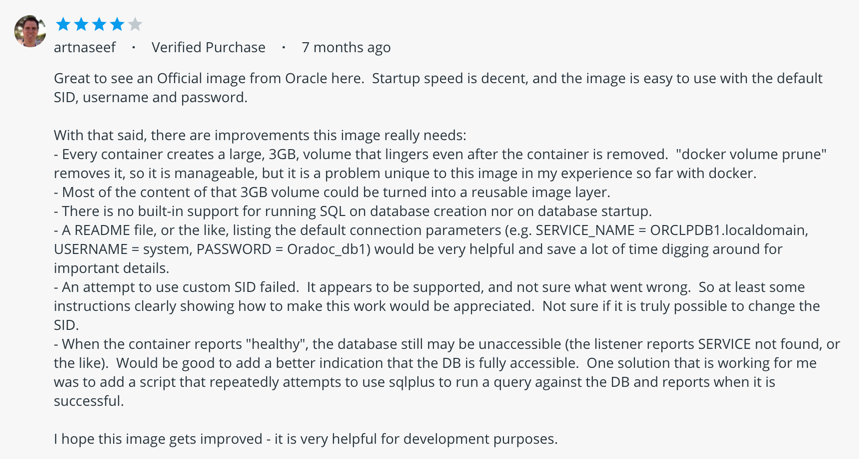 artnaseef · Verified Purchase · 7 months ago
Great to see an Official image from Oracle here.  Startup speed is decent, and the image is easy to use with the default
SID, username and password.
With that said, there are improvements this image really needs:
- Every container creates a large, 3GB, volume that lingers even after the container is removed.  "docker volume prune"
removes it, so it is manageable, but it is a problem unique to this image in my experience so far with docker.
- Most of the content of that 3GB volume could be turned into a reusable image layer.
- There is no built-in support for running SQL on database creation nor on database startup.
- A README file, or the like, listing the default connection parameters (e.g. SERVICE_NAME = ORCLPDB1.localdomain,
USERNAME = system, PASSWORD = Oradoc_db1) would be very helpful and save a lot of time digging around for
important details.
- An attempt to use custom SID failed.  It appears to be supported, and not sure what went wrong.  So at least some
instructions clearly showing how to make this work would be appreciated.  Not sure if it is truly possible to change the
SID.
- When the container reports "healthy", the database still may be unaccessible (the listener reports SERVICE not found, or
the like).  Would be good to add a better indication that the DB is fully accessible.  One solution that is working for me
was to add a script that repeatedly attempts to use sqlplus to run a query against the DB and reports when it is
successful.
I hope this image gets improved - it is very helpful for development purposes.